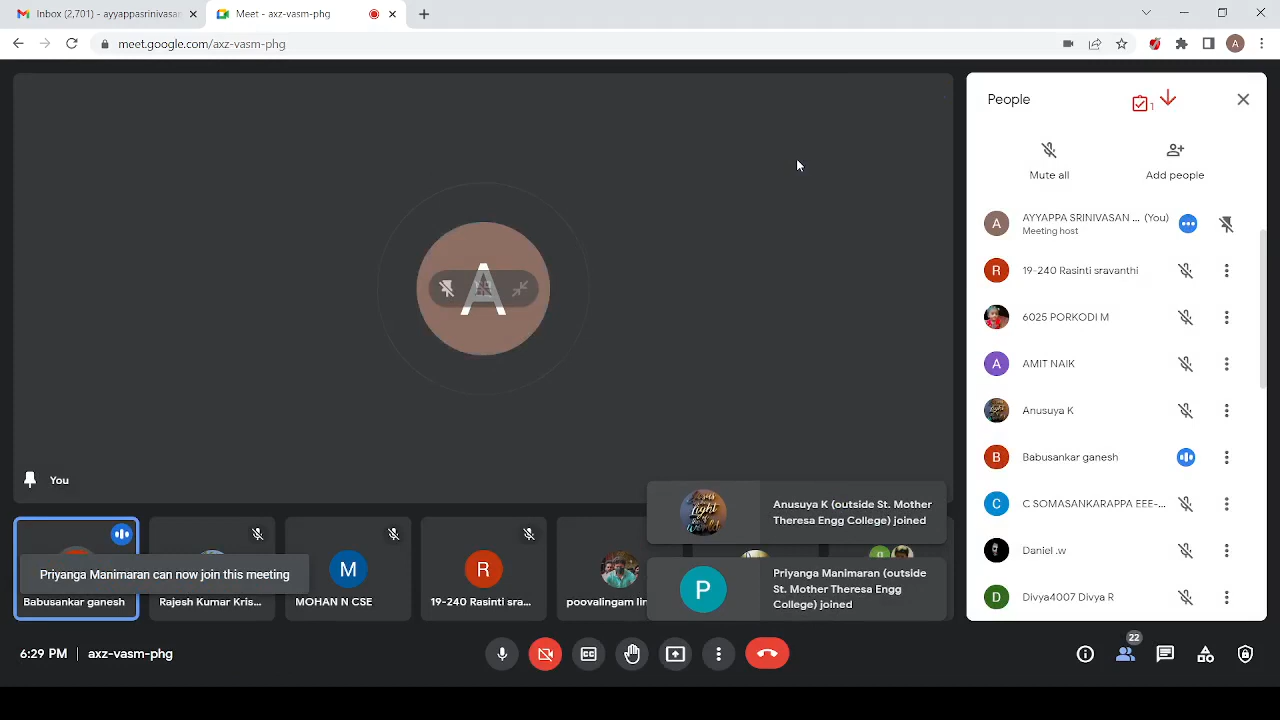 Inbox (2,701) - ayyappasrinivasan
Meet - axz-vasm-phg
meet.google.com/axz-vasm-phg
A
People
1
Mute all
Add people
A
AYYAPPA SRINIVASAN ... (You)
Meeting host
R
19-240 Rasinti sravanthi
6025 PORKODI M
A
AMIT NAIK
Anusuya K
B
Babusankar ganesh
C
C SOMASANKARAPPA EEE-...
Daniel .w
D
Divya4007 Divya R
A
You
Anusuya K (outside St. Mother
Theresa Engg College) joined
P
Priyanga Manimaran (outside
St. Mother Theresa Engg
College) joined
Priyanga Manimaran can now join this meeting
Babusankar ganesh
Rajesh Kumar Kris...
M
MOHAN N CSE
R
19-240 Rasinti sra...
poovalingam lin
6:29 PM
axz-vasm-phg
22